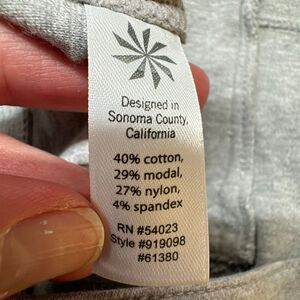 Designed in
Sonoma County,
California
40% cotton,
29% modal,
27% nylon,
4% spandex
RN #54023
Style #919098
#61380